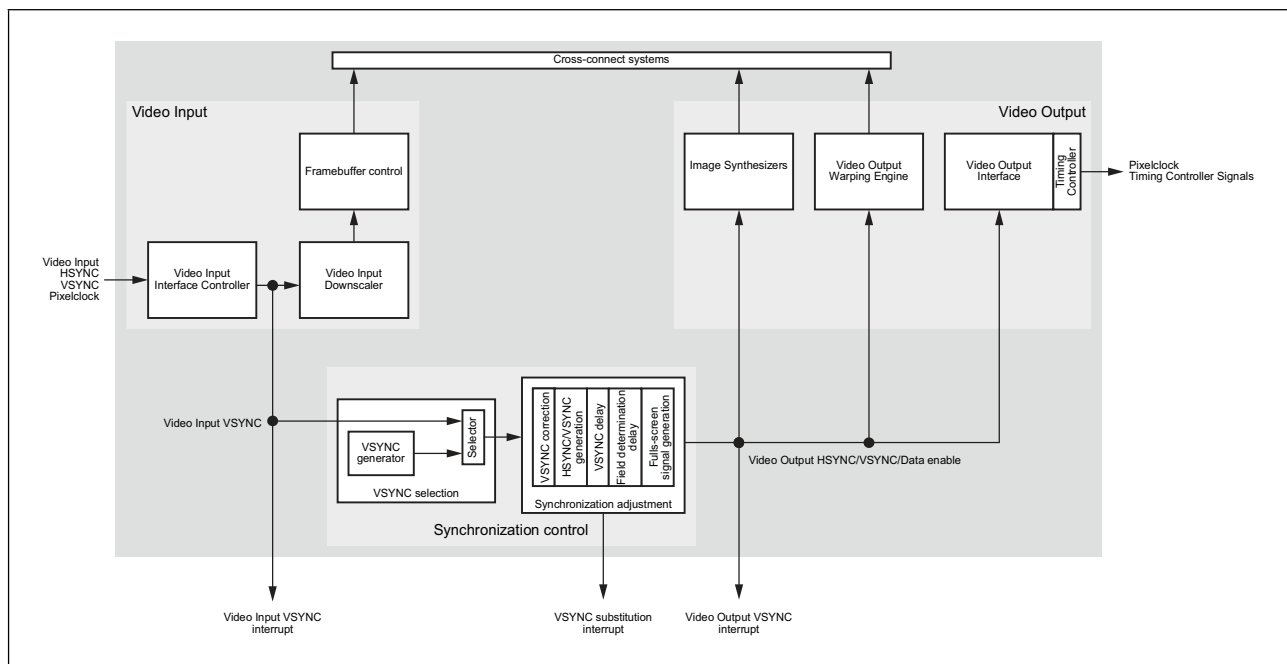 Cross-connect systems
Video Input
Video Output
Framebuffer control
Image Synthesizers
Video Output
Warping Engine
Video Output
Interface
Timing
Controller
Pixelclock
Timing Controller Signals
Video Input
HSYNC
VSYNC
Pixelclock
Video Input
Interface Controller
Video Input
Downscaler
Video Input VSYNC
VSYNC
generator
Selector
VSYNC selection
VSYNC correction
HSYNC/VSYNC
generation
VSYNC delay
Field determination
delay
Fulls-screen
signal generation
Synchronization adjustment
Synchronization control
Video Output HSYNC/VSYNC/Data enable
Video Input VSYNC
interrupt
VSYNC substitution
interrupt
Video Output VSYNC
interrupt